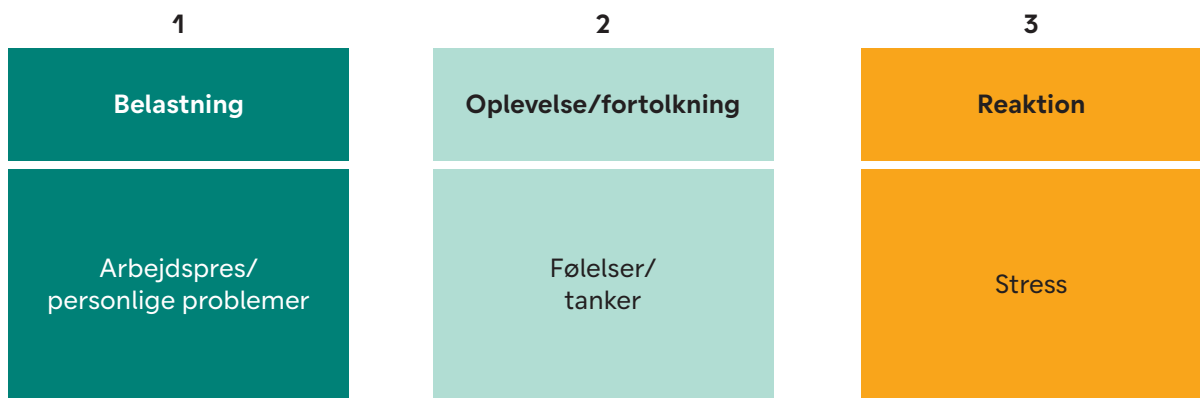 1
2
3
Belastning
Oplevelse/fortolkning
Reaktion
Arbejdspres/
personlige problemer
Følelser/
tanker
Stress